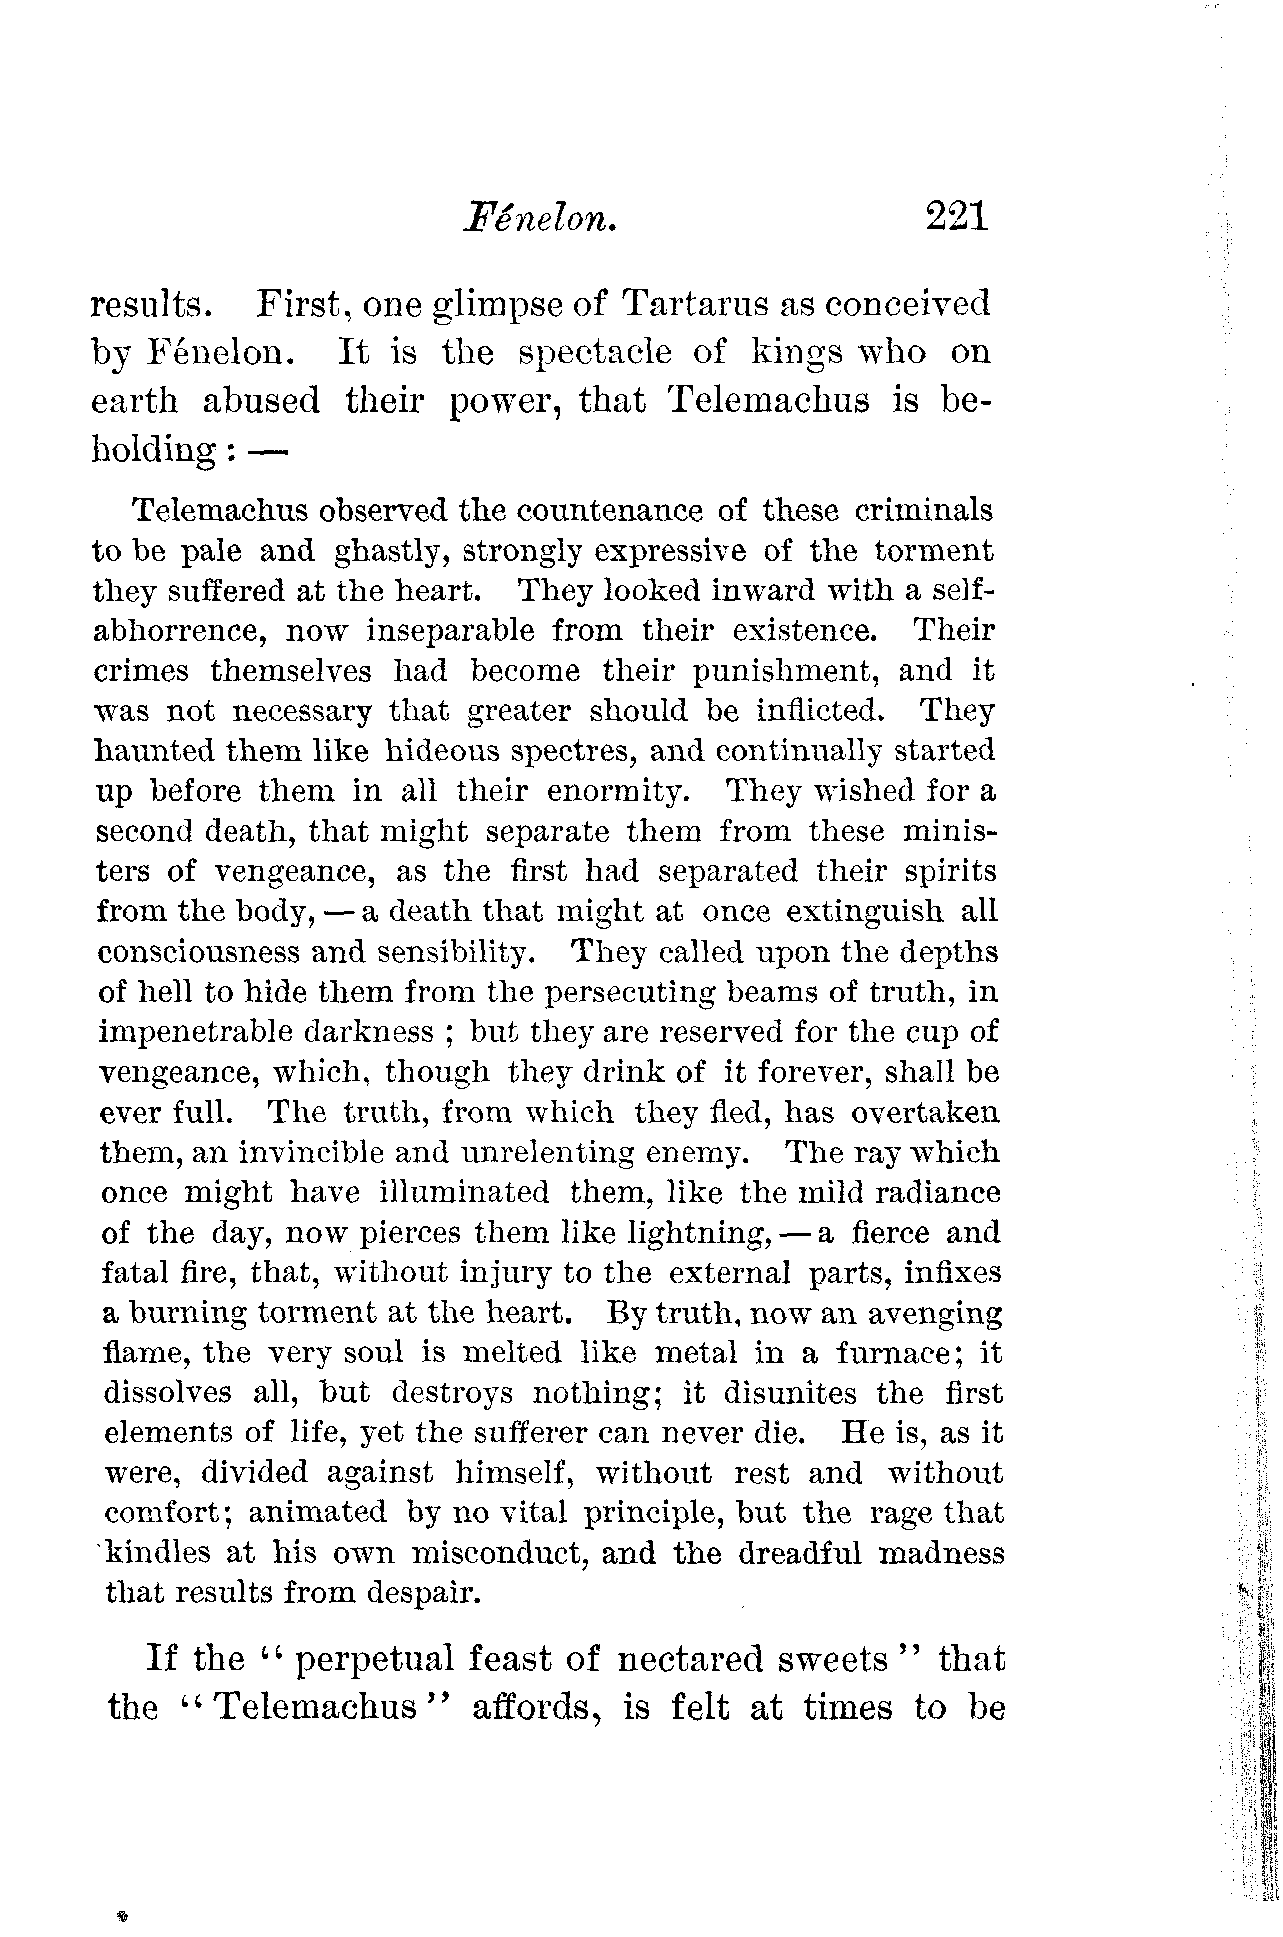 Fénelon. 221
results. First, one glimpse of Tartarus as conceived
by Fénelon. It is the spectacle of kings who on
earth abused their power, that Telemachus is be-
holding : —
Telemachus observed the countenance of these criminals
to be pale and ghastly, strongly expressive of the torment
they suffered at the heart. They looked inward with a self-
abhorrence, now inseparable from their existence. Their
crimes themselves had become their punishment, and it
was not necessary that greater should be inflicted. They
haunted them like hideous spectres, and continually started
up before them in all their enormity. They wished for a
second death, that might separate them from these minis-
ters of vengeance, as the first had separated their spirits
from the body, — a death that might at once extinguish all
consciousness and sensibility. They called upon the depths
of hell to hide them from the persecuting beams of truth, in
impenetrable darkness ; but they are reserved for the cup of
vengeance, which, though they drink of it forever, shall be
ever full. The truth, from which they fled, has overtaken
them, an invincible and unrelenting enemy. The ray which
once might have illuminated them, like the mild radiance
of the day, now pierces them like lightning, — a fierce and
fatal fire, that, without injury to the external parts, infixes
a burning torment at the heart. By truth, now an avenging
flame, the very soul is melted like metal in a furnace; it
dissolves all, but destroys nothing; it disunites the first
elements of life, yet the sufferer can never die. He is, as it
were, divided against himself, without rest and without
comfort; animated by no vital principle, but the rage that
kindles at his own misconduct, and the dreadful madness
that results from despair.
If the “ perpetual feast of nectared sweets ” that
the “ Telemachus ” affords, is felt at times to be